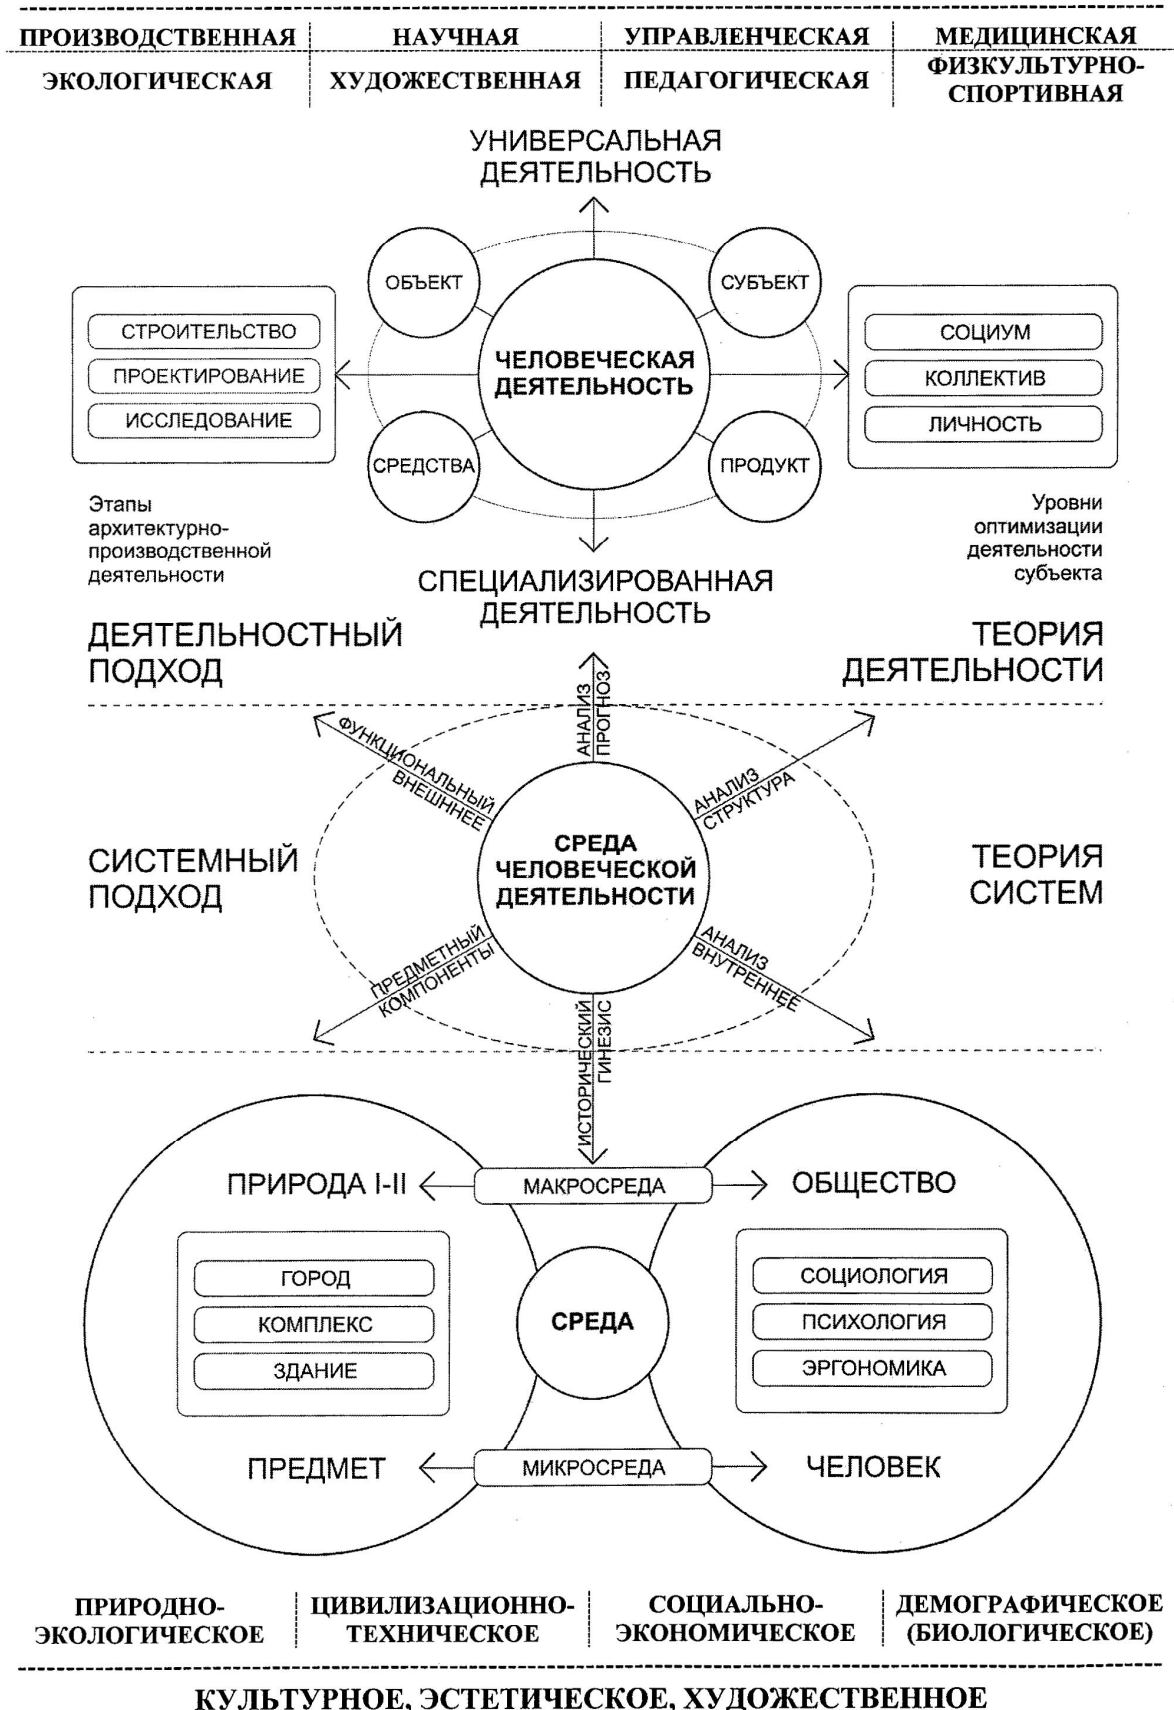 ПРОИЗВОДСТВЕННАЯ НАУЧНАЯ УПРАВЛЕНЧЕСКАЯ МЕДИЦИНСКАЯ
ЭКОЛОГИЧЕСКАЯ ХУДОЖЕСТВЕННАЯ ПЕДАГОГИЧЕСКАЯ ФИЗКУЛЬТУРНО-
СПОРТИВНАЯ
УНИВЕРСАЛЬНАЯ
ДЕЯТЕЛЬНОСТЬ
ОБЪЕКТ
СУБЪЕКТ
СТРОИТЕЛЬСТВО
ПРОЕКТИРОВАНИЕ
ИССЛЕДОВАНИЕ
ЧЕЛОВЕЧЕСКАЯ
ДЕЯТЕЛЬНОСТЬ
СОЦИУМ
КОЛЛЕКТИВ
ЛИЧНОСТЬ
СРЕДСТВА
ПРОДУКТ
Этапы
архитектурно-
производственной
деятельности
Уровни
оптимизации
деятельности
субъекта
СПЕЦИАЛИЗИРОВАННАЯ
ДЕЯТЕЛЬНОСТЬ
ДЕЯТЕЛЬНОСТНЫЙ
ПОДХОД
ТЕОРИЯ
ДЕЯТЕЛЬНОСТИ
АНАЛИЗ
ПРОГНОЗ
ФУНКЦИОНАЛЬНЫЙ
ВНЕШННЕЕ
АНАЛИЗ
СТРУКТУРА
СИСТЕМНЫЙ
ПОДХОД
СРЕДА
ЧЕЛОВЕЧЕСКОЙ
ДЕЯТЕЛЬНОСТИ
ТЕОРИЯ
СИСТЕМ
ПРЕДМЕТНЫЙ
КОМПОНЕНТЫ
АНАЛИЗ
ВНУТРЕННЕЕ
ИСТОРИЧЕСКИЙ
ГИНЕЗИС
ПРИРОДА I-II
МАКРОСРЕДА
ОБЩЕСТВО
ГОРОД
КОМПЛЕКС
ЗДАНИЕ
СРЕДА
СОЦИОЛОГИЯ
ПСИХОЛОГИЯ
ЭРГОНОМИКА
ПРЕДМЕТ
МИКРОСРЕДА
ЧЕЛОВЕК
ПРИРОДНО- ЦИВИЛИЗАЦИОННО- СОЦИАЛЬНО- ДЕМОГРАФИЧЕСКОЕ
ЭКОЛОГИЧЕСКОЕ ТЕХНИЧЕСКОЕ ЭКОНОМИЧЕСКОЕ (БИОЛОГИЧЕСКОЕ)
КУЛЬТУРНОЕ, ЭСТЕТИЧЕСКОЕ, ХУДОЖЕСТВЕННОЕ